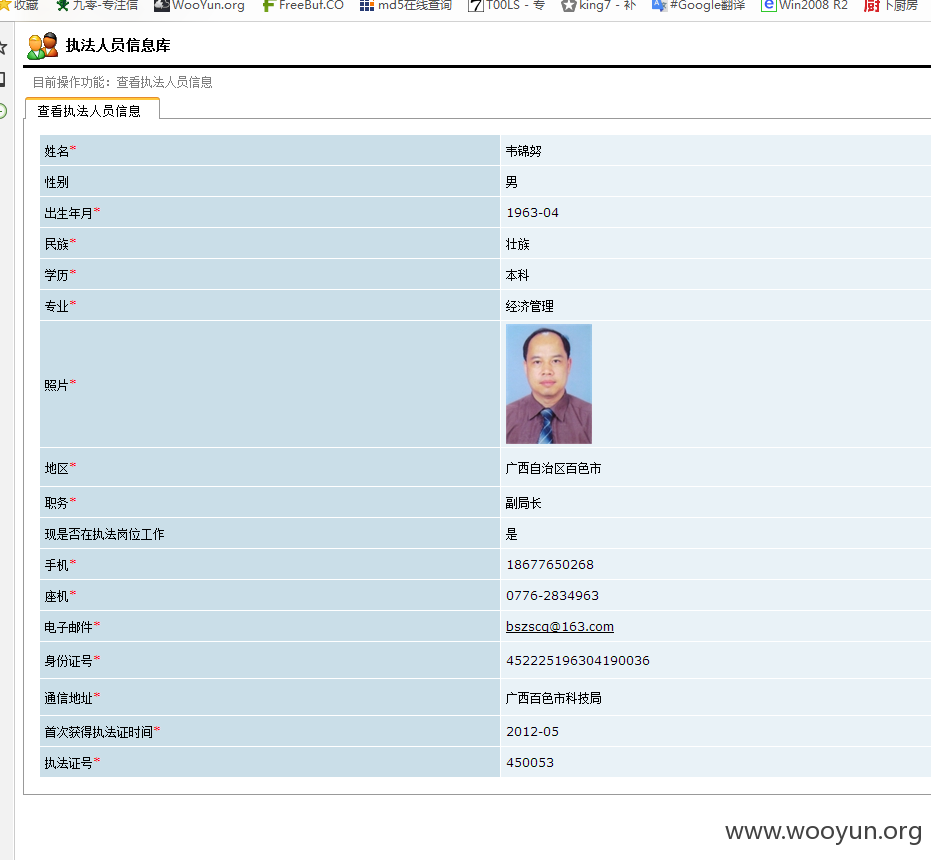 收藏 九零-专注信 WooYun.org FreeBuf.CO md5在线查询 T00LS - 专 king7 - 补 #Google翻译 Win2008 R2 卜厨房
执法人员信息库
目前操作功能：查看执法人员信息
查看执法人员信息
姓名* 韦锦努
性别 男
出生年月* 1963-04
民族* 壮族
学历* 本科
专业* 经济管理
照片*
地区* 广西自治区百色市
职务* 副局长
现是否在执法岗位工作 是
手机* 18677650268
座机* 0776-2834963
电子邮件* bszscq@163.com
身份证号* 452225196304190036
通信地址* 广西百色市科技局
首次获得执法证时间* 2012-05
执法证号* 450053
www.wooyun.org